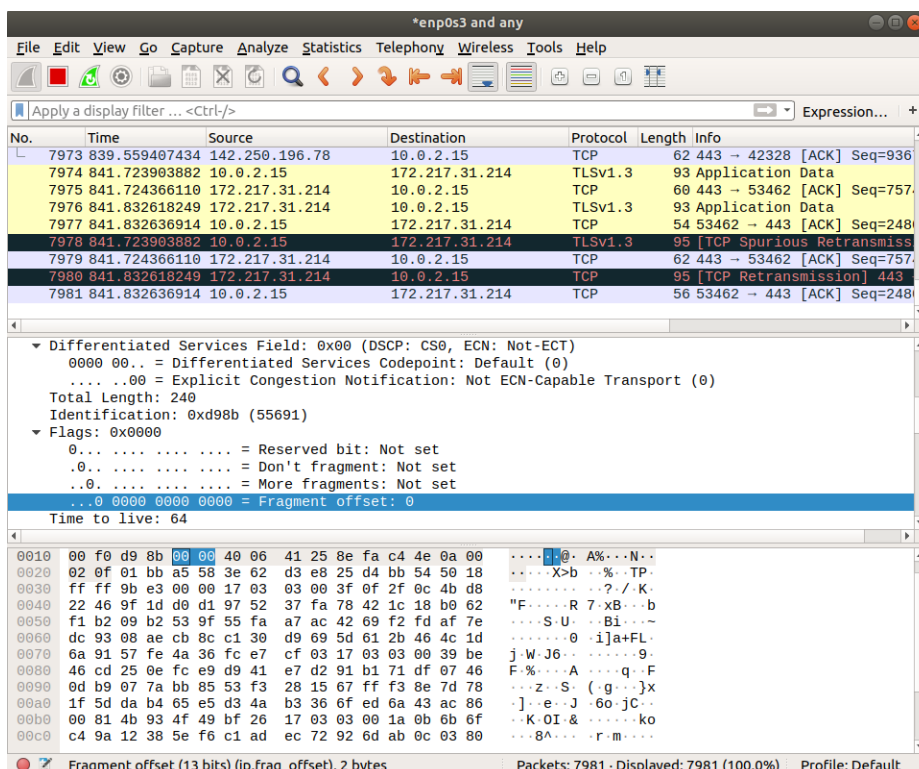 *enp0s3 and any
File Edit View Go Capture Analyze Statistics Telephony Wireless Tools Help
Apply a display filter … <Ctrl-/> Expression… +
No. Time Source Destination Protocol Length Info
7973 839.559407434 142.250.196.78 10.0.2.15 TCP 62 443 → 42328 [ACK] Seq=936
7974 841.723903882 10.0.2.15 172.217.31.214 TLSv1.3 93 Application Data
7975 841.724366110 172.217.31.214 10.0.2.15 TCP 60 443 → 53462 [ACK] Seq=757
7976 841.832618249 172.217.31.214 10.0.2.15 TLSv1.3 93 Application Data
7977 841.832636914 10.0.2.15 172.217.31.214 TCP 54 53462 → 443 [ACK] Seq=248
7978 841.723903882 10.0.2.15 172.217.31.214 TLSv1.3 95 [TCP Spurious Retransmiss
7979 841.724366110 172.217.31.214 10.0.2.15 TCP 62 443 → 53462 [ACK] Seq=757
7980 841.832618249 172.217.31.214 10.0.2.15 TCP 95 [TCP Retransmission] 443
7981 841.832636914 10.0.2.15 172.217.31.214 TCP 56 53462 → 443 [ACK] Seq=248
Differentiated Services Field: 0x00 (DSCP: CS0, ECN: Not-ECT)
0000 00.. = Differentiated Services Codepoint: Default (0)
.... ..00 = Explicit Congestion Notification: Not ECN-Capable Transport (0)
Total Length: 240
Identification: 0xd98b (55691)
Flags: 0x0000
0... .... .... .... = Reserved bit: Not set
.0.. .... .... .... = Don't fragment: Not set
..0. .... .... .... = More fragments: Not set
...0 0000 0000 0000 = Fragment offset: 0
Time to live: 64
0010 00 f0 d9 8b 00 00 40 06 41 25 8e fa c4 4e 0a 00 ······@· A%···N··
0020 02 0f 01 bb a5 58 3e 62 d3 e8 25 d4 bb 54 50 18 ·····X>b ··%··TP·
0030 ff ff 9b e3 00 00 17 03 03 00 3f 0f 2f 0c 4b d8 ········ ··?·/·K·
0040 22 46 9f 1d d0 d1 97 52 37 fa 78 42 1c 18 b0 62 "F·····R 7·xB···b
0050 f1 b2 09 b2 53 9f 55 fa a7 ac 42 69 f2 fd af 7e ····S·U· ··Bi···~
0060 dc 93 08 ae cb 8c c1 30 d9 69 5d 61 2b 46 4c 1d ·······0 ·i]a+FL·
0070 6a 91 57 fe 4a 36 fc e7 cf 03 17 03 03 00 39 be j·W·J6·· ······9·
0080 46 cd 25 0e fc e9 d9 41 e7 d2 91 b1 71 df 07 46 F·%····A ····q··F
0090 0d b9 07 7a bb 85 53 f3 28 15 67 ff f3 8e 7d 78 ···z··S· (·g···}x
00a0 1f 5d da b4 65 e5 d3 4a b3 36 6f ed 6a 43 ac 86 ·]··e··J ·6o·jC··
00b0 00 81 4b 93 4f 49 bf 26 17 03 03 00 1a 0b 6b 6f ··K·OI·& ······ko
00c0 c4 9a 12 38 5e f6 c1 ad ec 72 92 6d ab 0c 03 80 ···8^··· ·r·m····
Fragment offset (13 bits) (ip.frag_offset), 2 bytes Packets: 7981 · Displayed: 7981 (100.0%) Profile: Default